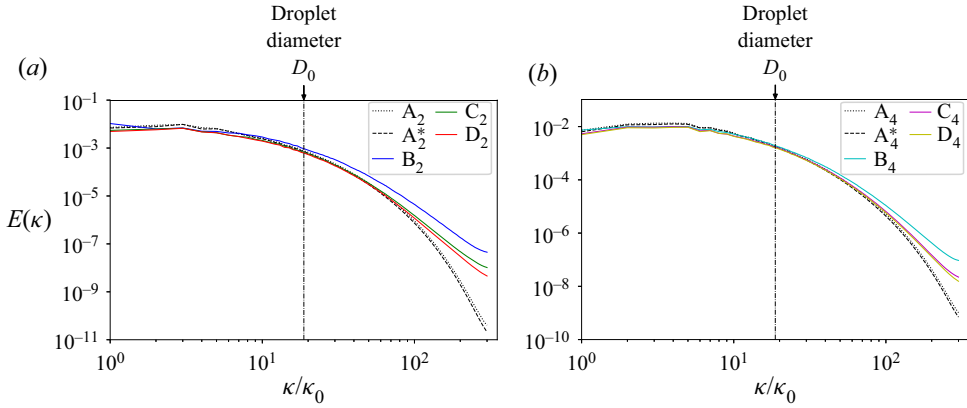 Droplet
diameter
D₀
(a)
10⁻¹
10⁻³
10⁻⁵
10⁻⁷
10⁻⁹
10⁻¹¹
E(κ)
A₂
A₂*
B₂
C₂
D₂
10⁰
10¹
10²
κ/κ₀
Droplet
diameter
D₀
(b)
10⁻²
10⁻⁴
10⁻⁶
10⁻⁸
10⁻¹⁰
A₄
A₄*
B₄
C₄
D₄
10⁰
10¹
10²
κ/κ₀